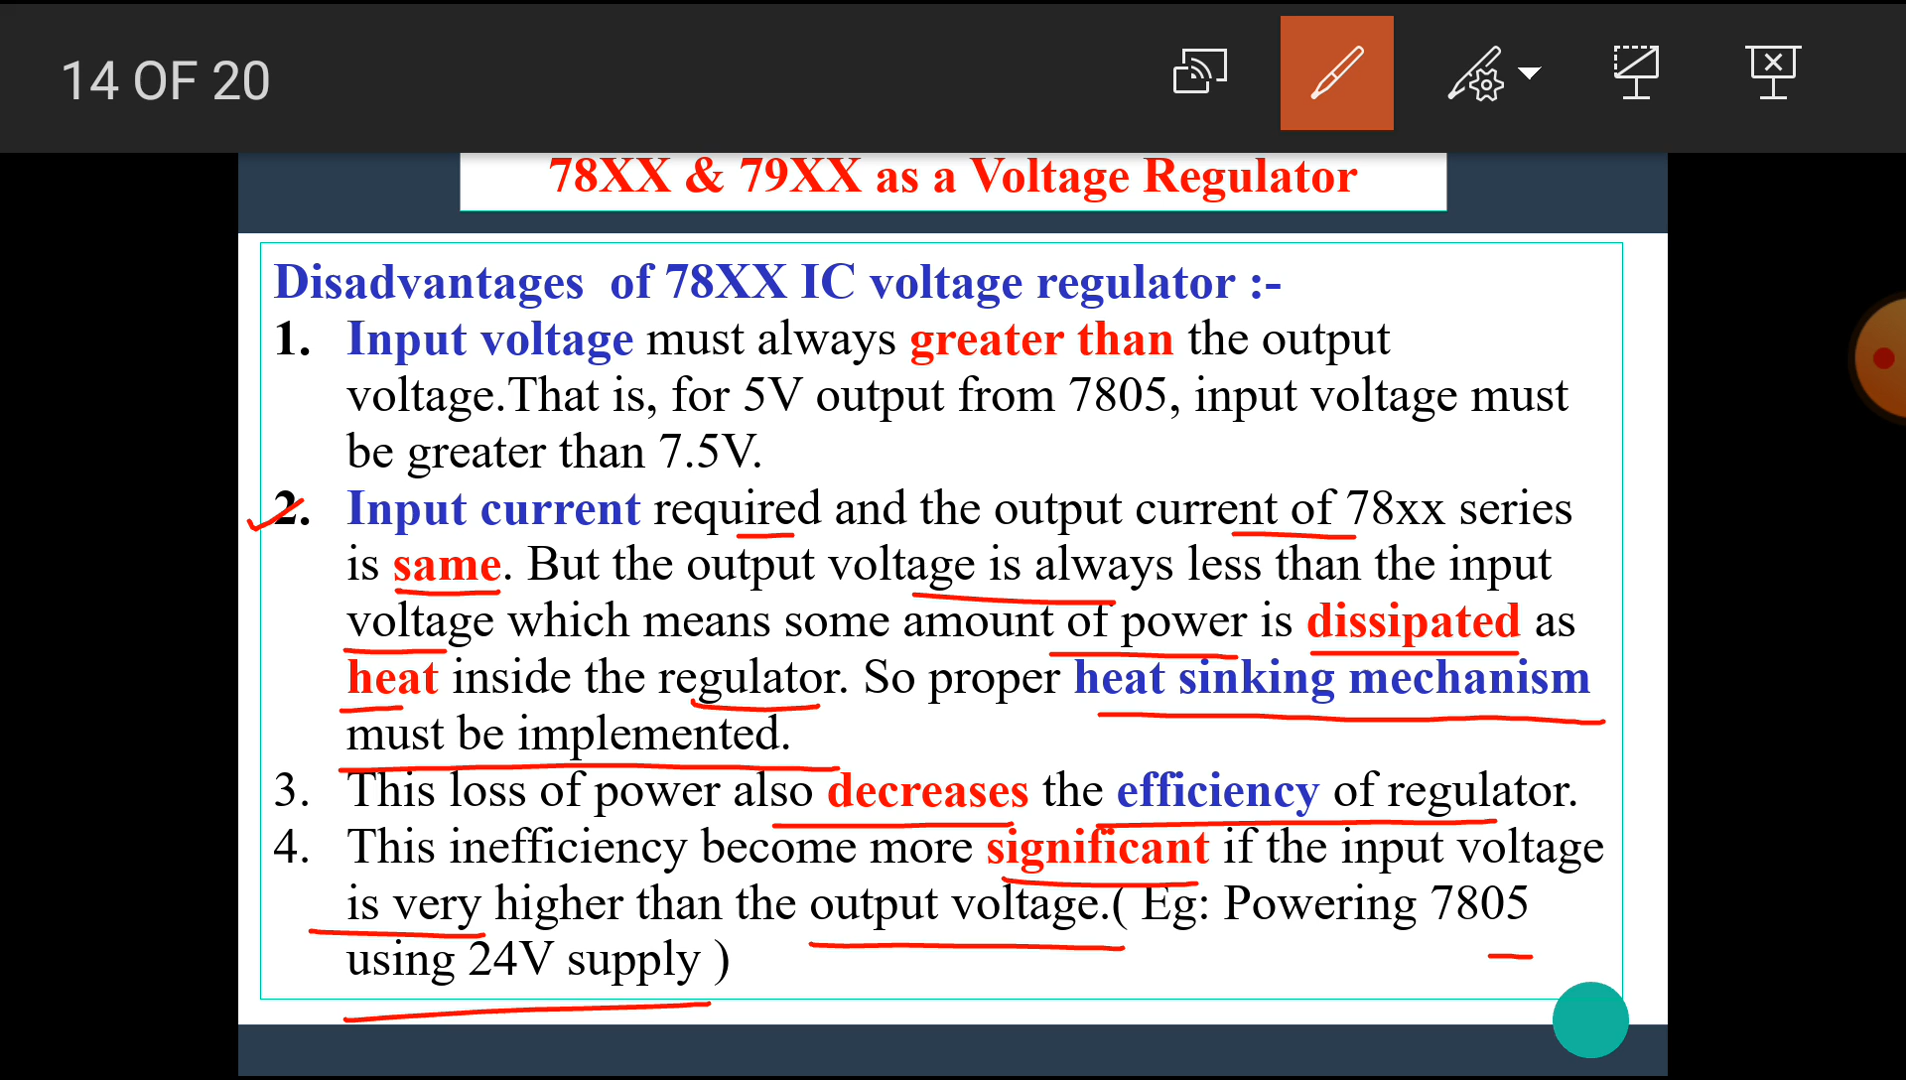 14 OF 20
78XX & 79XX as a Voltage Regulator
Disadvantages of 78XX IC voltage regulator :-
1. Input voltage must always greater than the output
voltage.That is, for 5V output from 7805, input voltage must
be greater than 7.5V.
2. Input current required and the output current of 78xx series
is same. But the output voltage is always less than the input
voltage which means some amount of power is dissipated as
heat inside the regulator. So proper heat sinking mechanism
must be implemented.
3. This loss of power also decreases the efficiency of regulator.
4. This inefficiency become more significant if the input voltage
is very higher than the output voltage.( Eg: Powering 7805
using 24V supply )